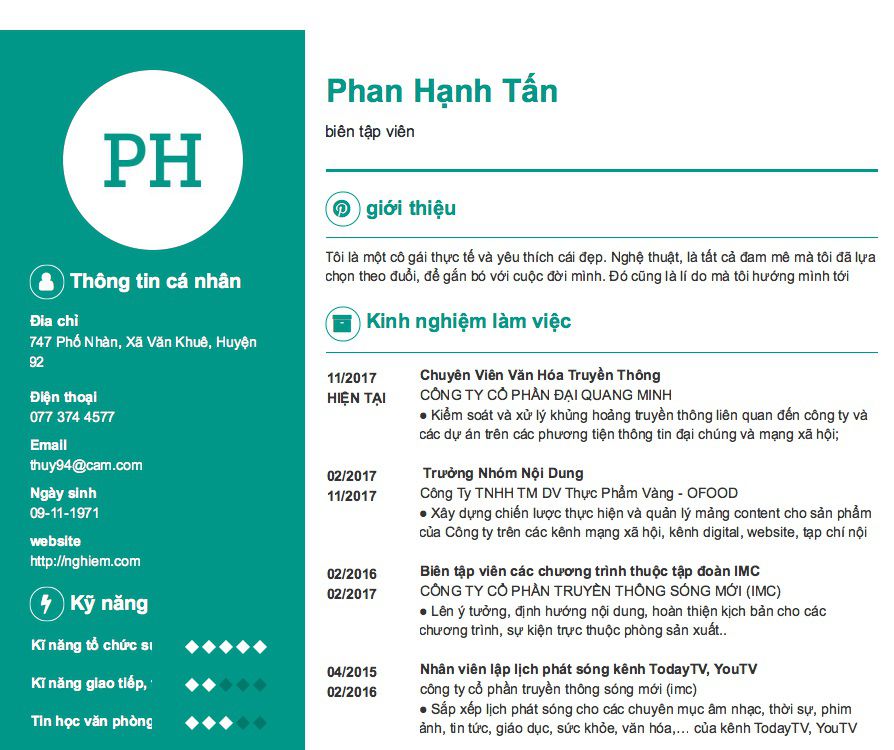 PH
Thông tin cá nhân
Địa chỉ
747 Phố Nhàn, Xã Văn Khuê, Huyện
92
Điện thoại
077 374 4577
Email
thuy94@cam.com
Ngày sinh
09-11-1971
website
http://nghiem.com
Kỹ năng
Kĩ năng tổ chức
Kĩ năng giao tiếp,
Tin học văn phòng
Phan Hạnh Tấn
biên tập viên
giới thiệu
Tôi là một cô gái thực tế và yêu thích cái đẹp. Nghệ thuật, là tất cả đam mê mà tôi đã lựa
chọn theo đuổi, để gắn bó với cuộc đời mình. Đó cũng là lí do mà tôi hướng mình tới
Kinh nghiệm làm việc
11/2017
HIỆN TẠI
Chuyên Viên Văn Hóa Truyền Thông
CÔNG TY CỔ PHẦN ĐẠI QUANG MINH
● Kiểm soát và xử lý khủng hoảng truyền thông liên quan đến công ty và
các dự án trên các phương tiện thông tin đại chúng và mạng xã hội;
02/2017
11/2017
Trưởng Nhóm Nội Dung
Công Ty TNHH TM DV Thực Phẩm Vàng - OFOOD
● Xây dựng chiến lược thực hiện và quản lý mảng content cho sản phẩm
của Công ty trên các kênh mạng xã hội, kênh digital, website, tạp chí nội
02/2016
02/2017
Biên tập viên các chương trình thuộc tập đoàn IMC
CÔNG TY CỔ PHẦN TRUYỀN THÔNG SÓNG MỚI (IMC)
● Lên ý tưởng, định hướng nội dung, hoàn thiện kịch bản cho các
chương trình, sự kiện trực thuộc phòng sản xuất..
04/2015
02/2016
Nhân viên lập lịch phát sóng kênh TodayTV, YouTV
công ty cổ phần truyền thông sóng mới (imc)
● Sắp xếp lịch phát sóng cho các chuyên mục âm nhạc, thời sự, phim
ảnh, tin tức, giáo dục, sức khỏe, văn hóa,… của kênh TodayTV, YouTV